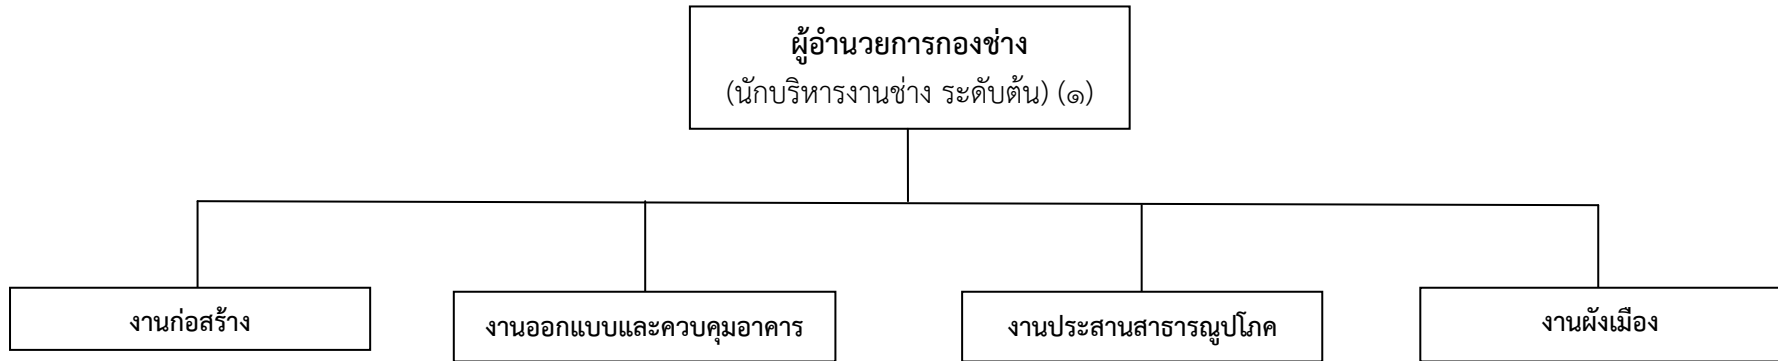 ผู้อำนวยการกองช่าง
(นักบริหารงานช่าง ระดับต้น) (๑)
งานก่อสร้าง
งานออกแบบและควบคุมอาคาร
งานประสานสาธารณูปโภค
งานผังเมือง